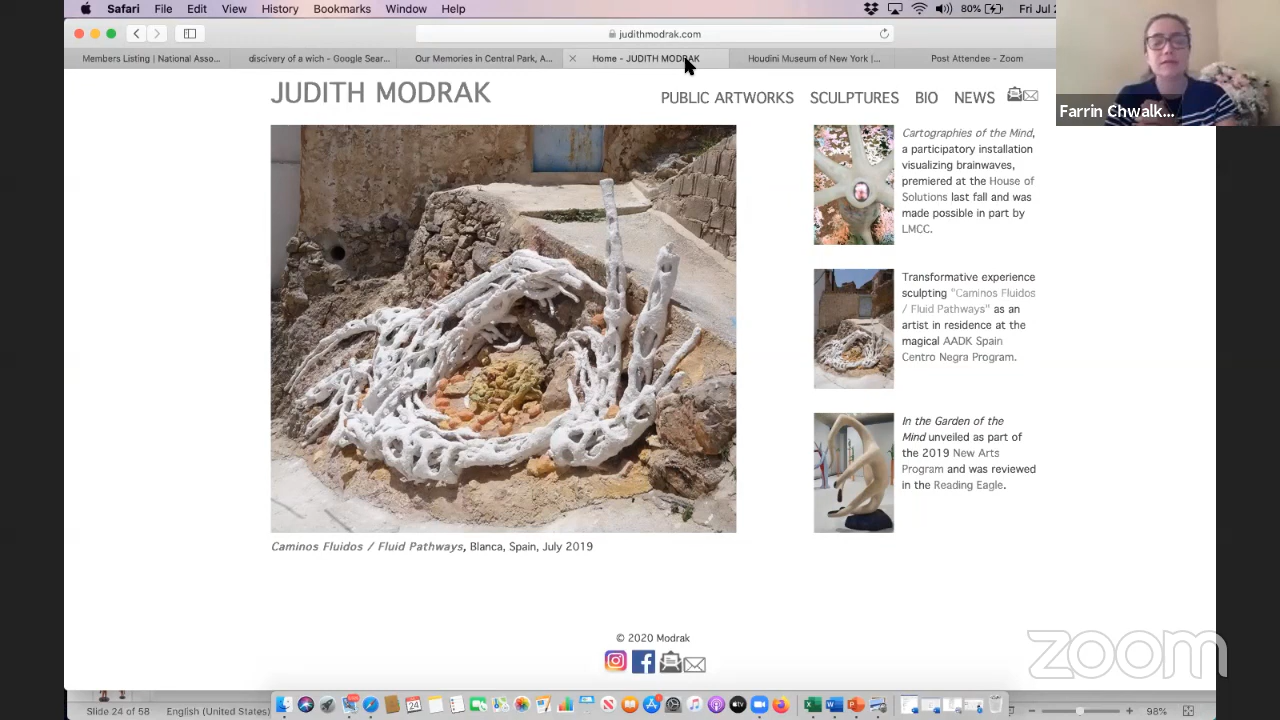 Safari File Edit View History Bookmarks Window Help 80% Fri Jul
judithmodrak.com
Members Listing | National Asso... discovery of a wich - Google Sear... Our Memories in Central Park, A... Home - JUDITH MODRAK Houdini Museum of New York |... Post Attendee - Zoom
JUDITH MODRAK
PUBLIC ARTWORKS SCULPTURES BIO NEWS
Farrin Chwalk...
Cartographies of the Mind,
a participatory installation
visualizing brainwaves,
premiered at the House of
Solutions last fall and was
made possible in part by
LMCC.
Transformative experience
sculpting "Caminos Fluidos
/ Fluid Pathways" as an
artist in residence at the
magical AADK Spain
Centro Negra Program.
In the Garden of the
Mind unveiled as part of
the 2019 New Arts
Program and was reviewed
in the Reading Eagle.
Caminos Fluidos / Fluid Pathways, Blanca, Spain, July 2019
© 2020 Modrak
zoom
Slide 24 of 58 English (United States) 24 98%